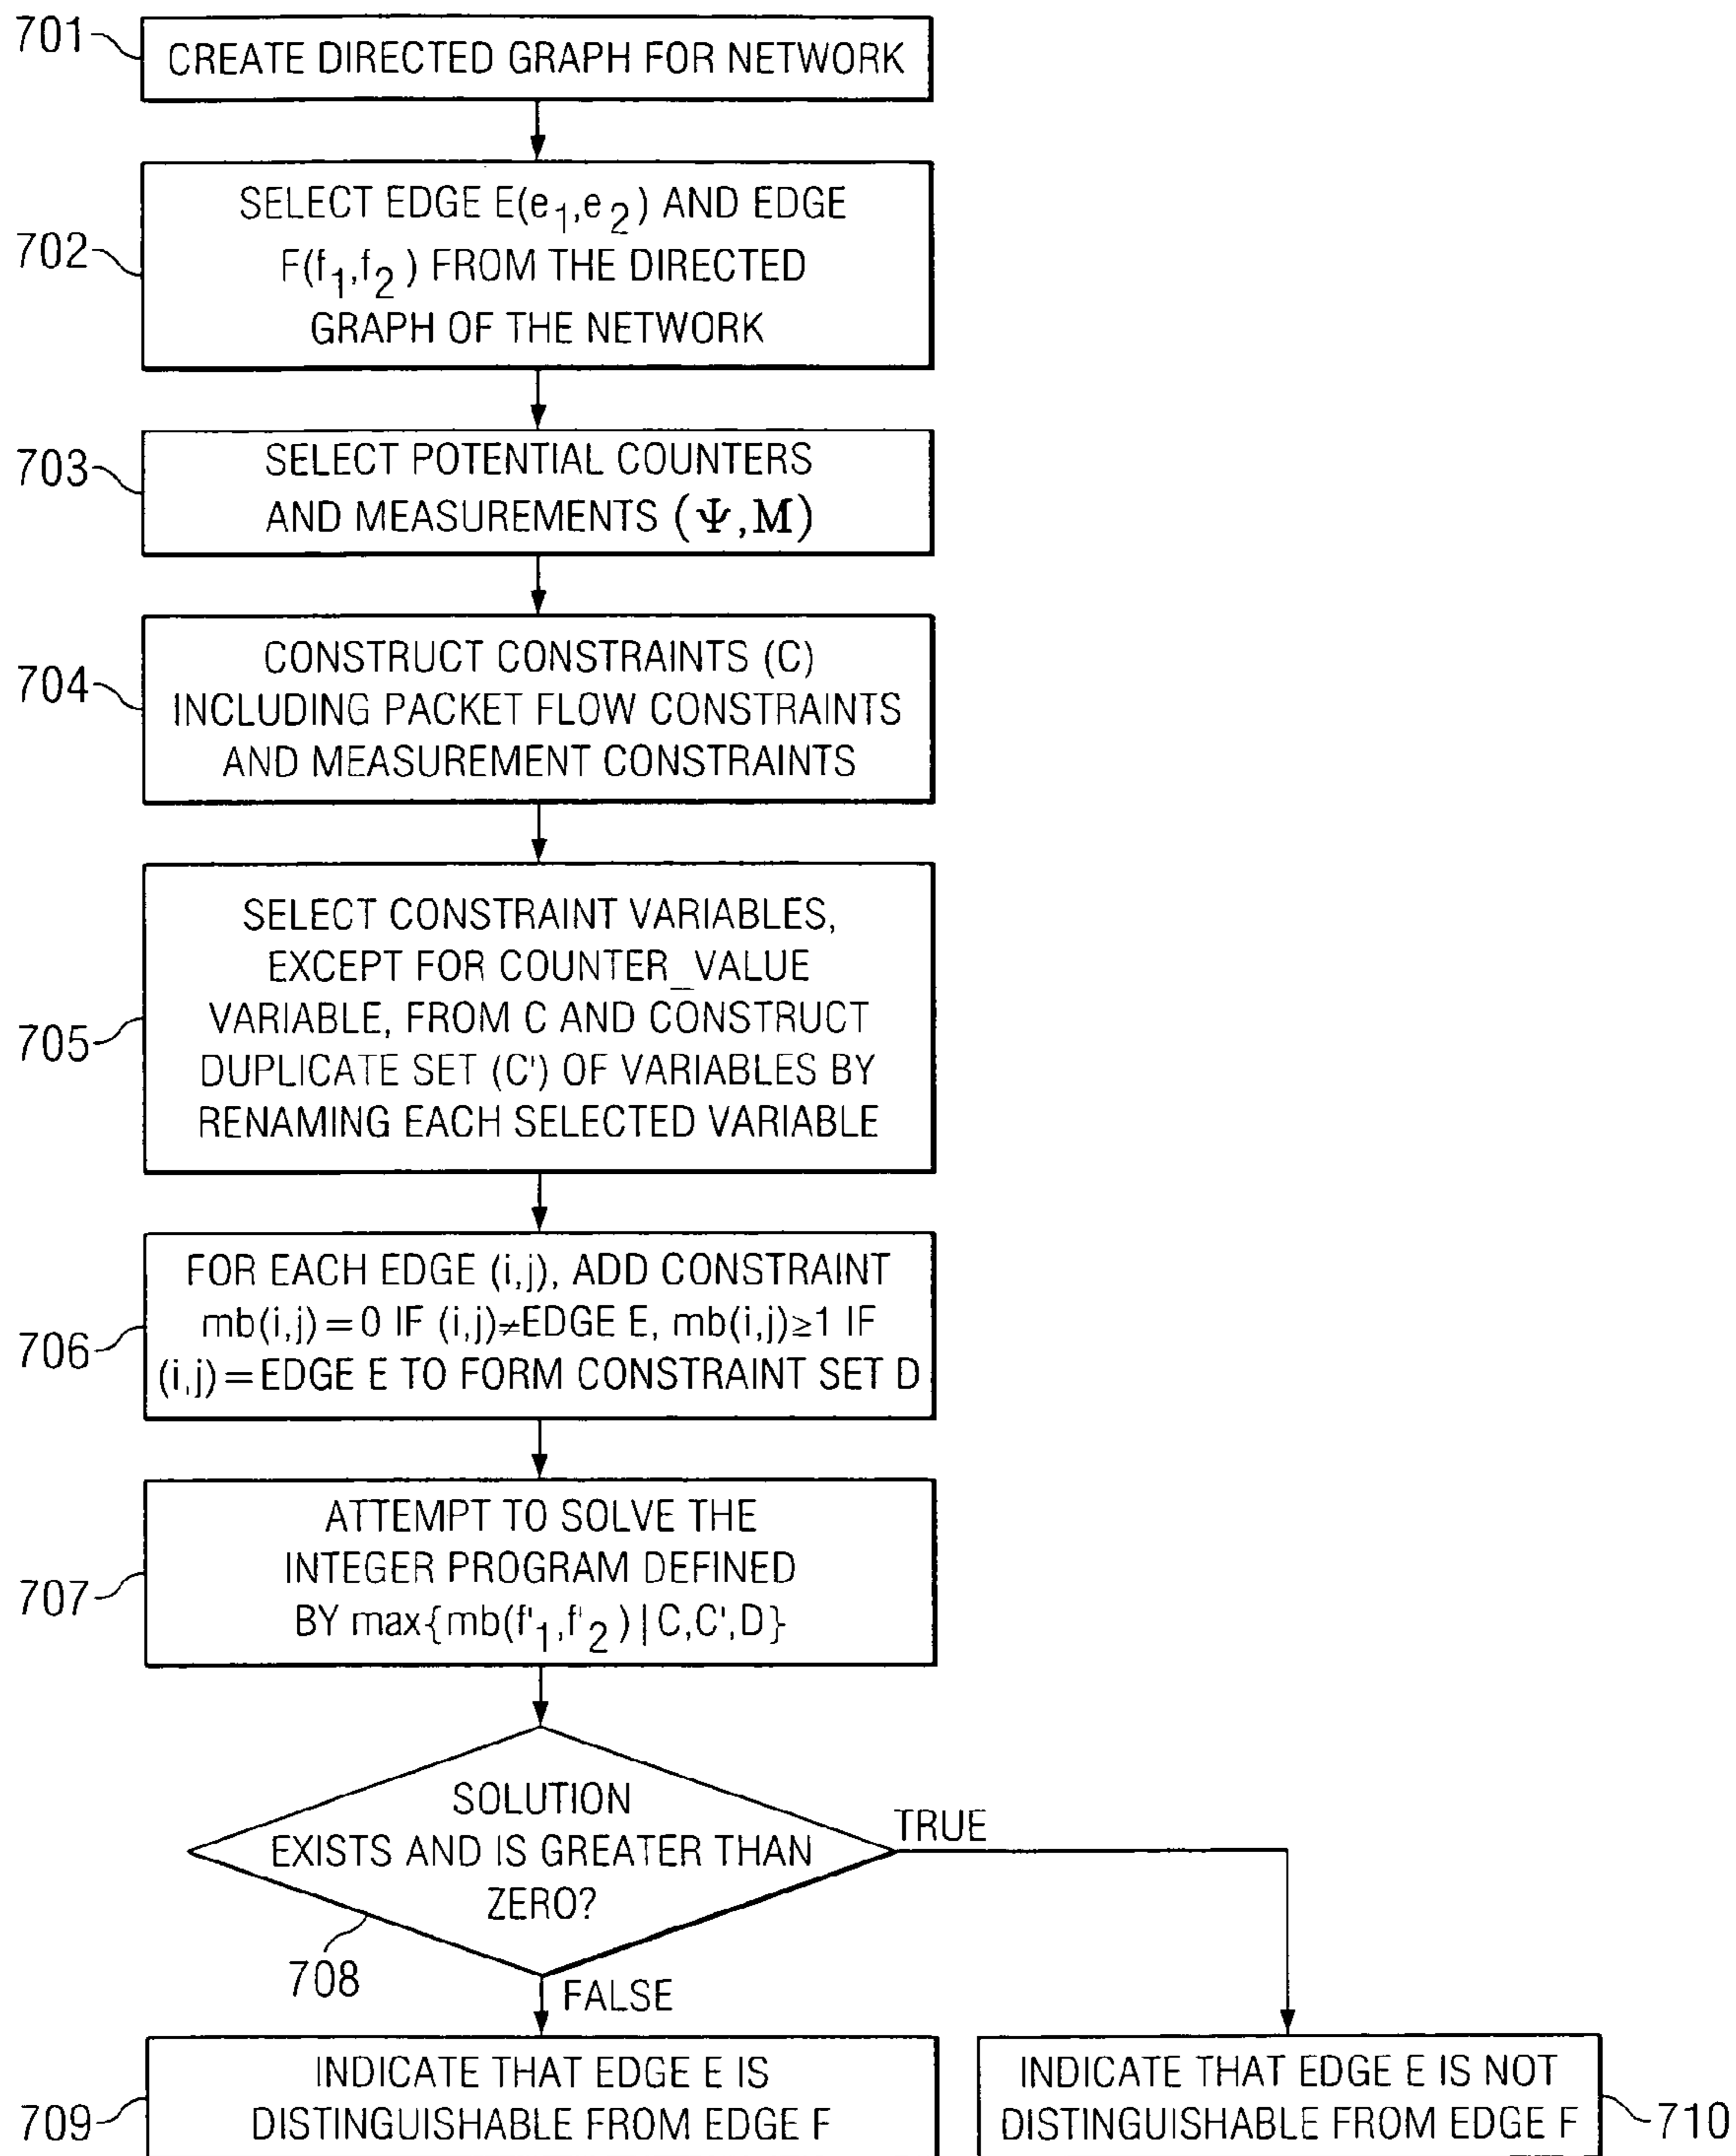 701
CREATE DIRECTED GRAPH FOR NETWORK
702
SELECT EDGE E(e₁,e₂) AND EDGE
F(f₁,f₂) FROM THE DIRECTED
GRAPH OF THE NETWORK
703
SELECT POTENTIAL COUNTERS
AND MEASUREMENTS (Ψ,M)
704
CONSTRUCT CONSTRAINTS (C)
INCLUDING PACKET FLOW CONSTRAINTS
AND MEASUREMENT CONSTRAINTS
705
SELECT CONSTRAINT VARIABLES,
EXCEPT FOR COUNTER_VALUE
VARIABLE, FROM C AND CONSTRUCT
DUPLICATE SET (C') OF VARIABLES BY
RENAMING EACH SELECTED VARIABLE
706
FOR EACH EDGE (i,j), ADD CONSTRAINT
mb(i,j)=0 IF (i,j)≠EDGE E, mb(i,j)≥1 IF
(i,j)=EDGE E TO FORM CONSTRAINT SET D
707
ATTEMPT TO SOLVE THE
INTEGER PROGRAM DEFINED
BY max{mb(f'₁,f'₂)|C,C',D}
SOLUTION
EXISTS AND IS GREATER THAN
ZERO?
708
TRUE
FALSE
709
INDICATE THAT EDGE E IS
DISTINGUISHABLE FROM EDGE F
INDICATE THAT EDGE E IS NOT
DISTINGUISHABLE FROM EDGE F
710